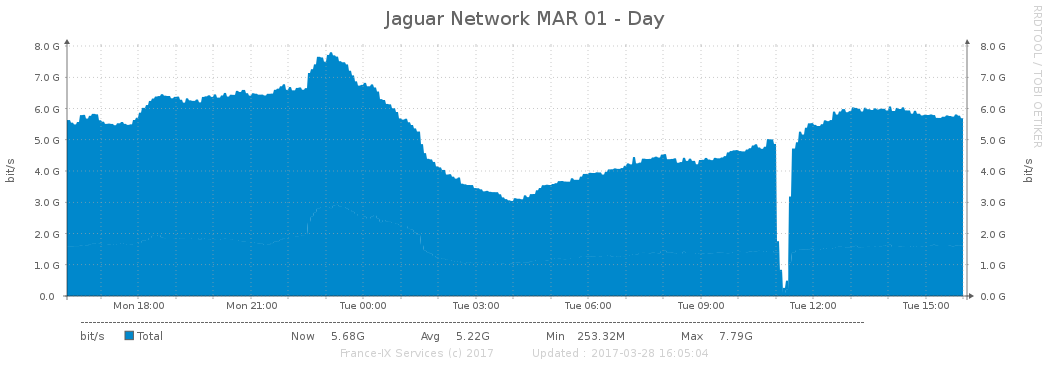 Jaguar Network MAR 01 - Day
RRDTOOL / TOBI OETIKER
8.0 G 8.0 G
7.0 G 7.0 G
6.0 G 6.0 G
5.0 G 5.0 G
4.0 G 4.0 G
3.0 G 3.0 G
2.0 G 2.0 G
1.0 G 1.0 G
0.0 0.0 G
bit/s bit/s
Mon 18:00 Mon 21:00 Tue 00:00 Tue 03:00 Tue 06:00 Tue 09:00 Tue 12:00 Tue 15:00
bit/s Total Now 5.68G Avg 5.22G Min 253.32M Max 7.79G
France-IX Services (c) 2017 Updated : 2017-03-28 16:05:04